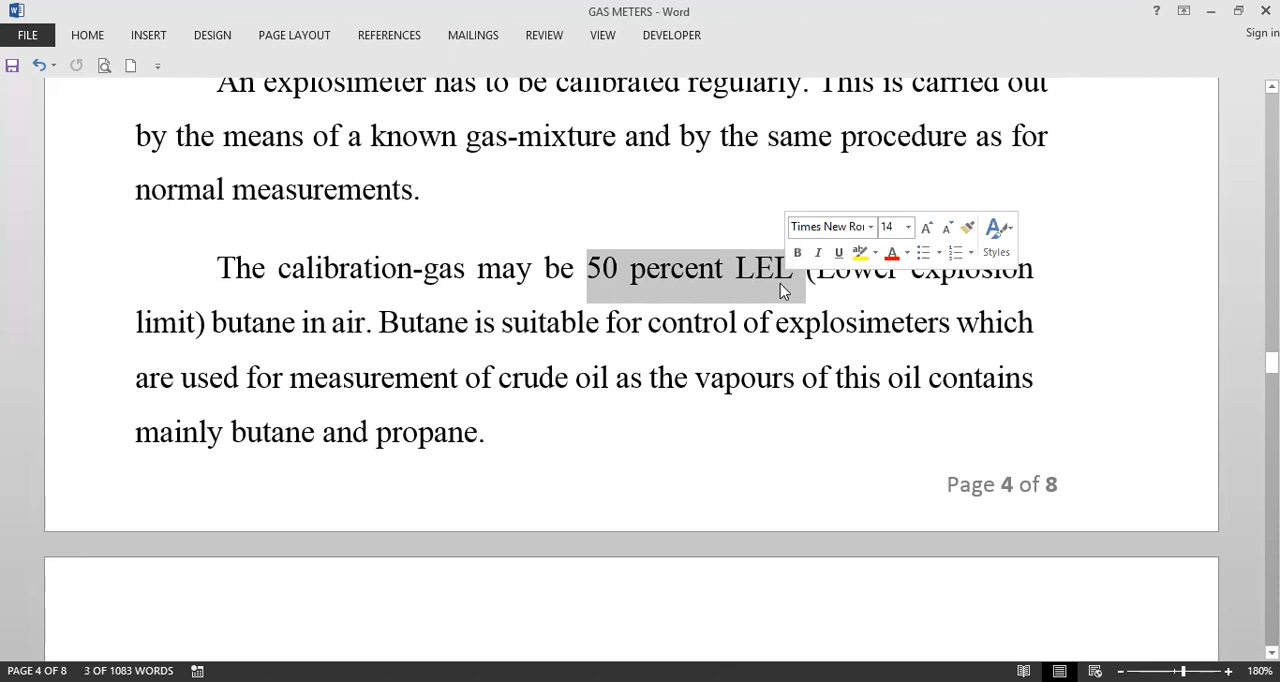 GAS METERS - Word
?
Sign in
FILE HOME INSERT DESIGN PAGE LAYOUT REFERENCES MAILINGS REVIEW VIEW DEVELOPER
An explosimeter has to be calibrated regularly. This is carried out
by the means of a known gas-mixture and by the same procedure as for
normal measurements.
Times New Roi 14
B I U aby A Styles
The calibration-gas may be 50 percent LEL (Lower explosion
limit) butane in air. Butane is suitable for control of explosimeters which
are used for measurement of crude oil as the vapours of this oil contains
mainly butane and propane.
Page 4 of 8
PAGE 4 OF 8 3 OF 1083 WORDS 180%